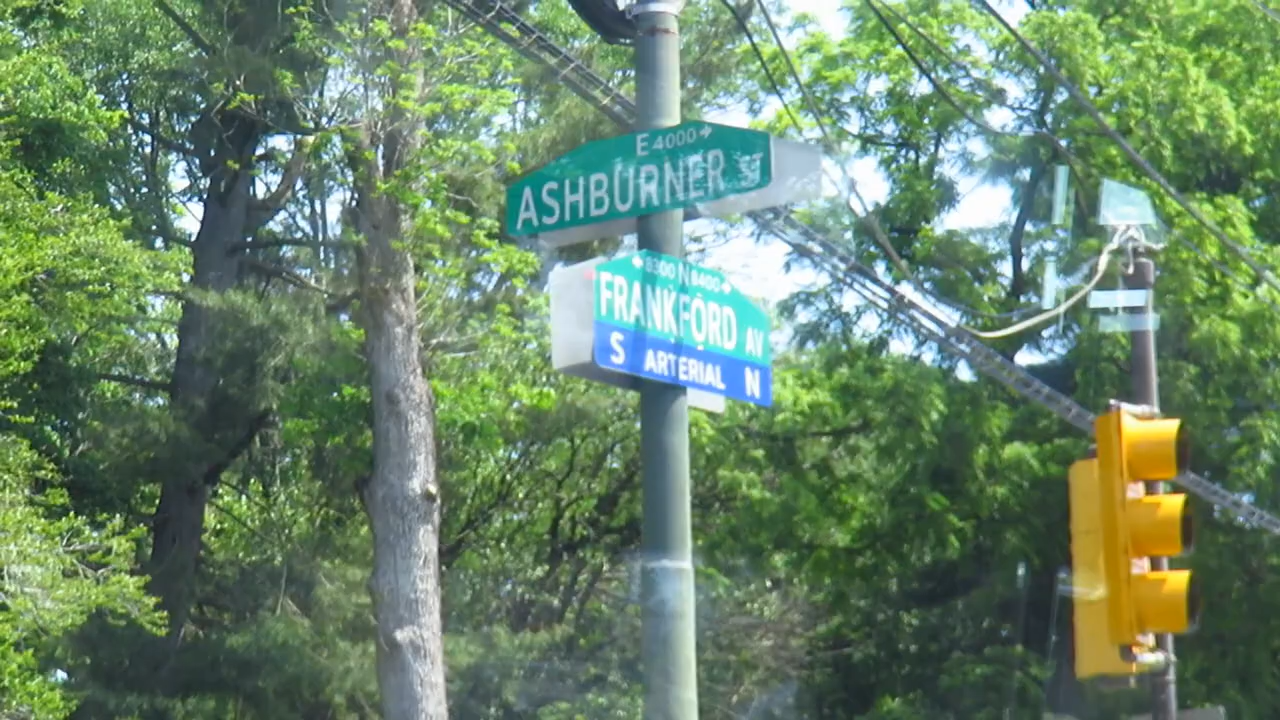 E 4000 →
ASHBURNER ST
← 8300 N 8400 →
FRANKFORD AV
S ARTERIAL N